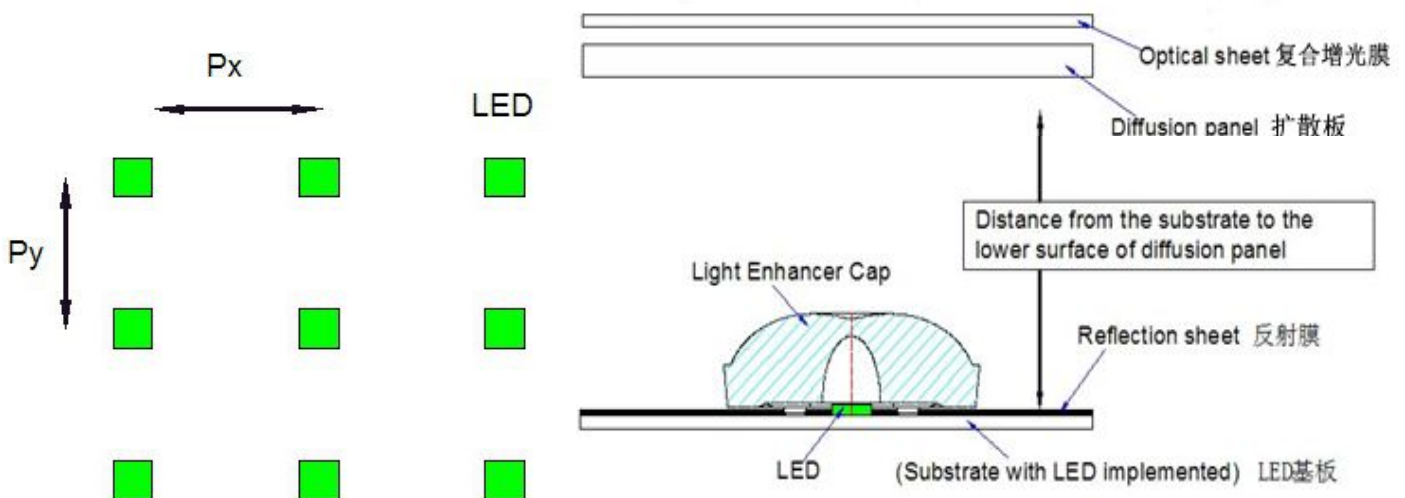 Px
LED
Py
Optical sheet 复合增光膜
Diffusion panel 扩散板
Distance from the substrate to the
lower surface of diffusion panel
Light Enhancer Cap
Reflection sheet 反射膜
LED
(Substrate with LED implemented) LED基板